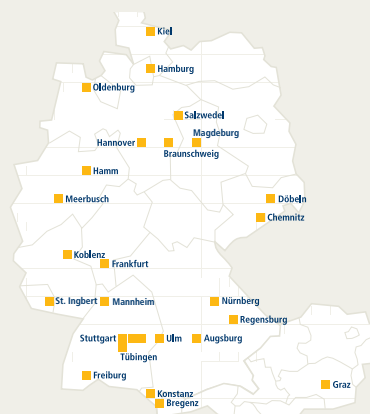 Kiel
Hamburg
Oldenburg
Salzwedel
Magdeburg
Hannover
Braunschweig
Hamm
Meerbusch
Döbeln
Chemnitz
Koblenz
Frankfurt
St. Ingbert
Mannheim
Nürnberg
Regensburg
Stuttgart
Ulm
Augsburg
Tübingen
Freiburg
Graz
Konstanz
Bregenz